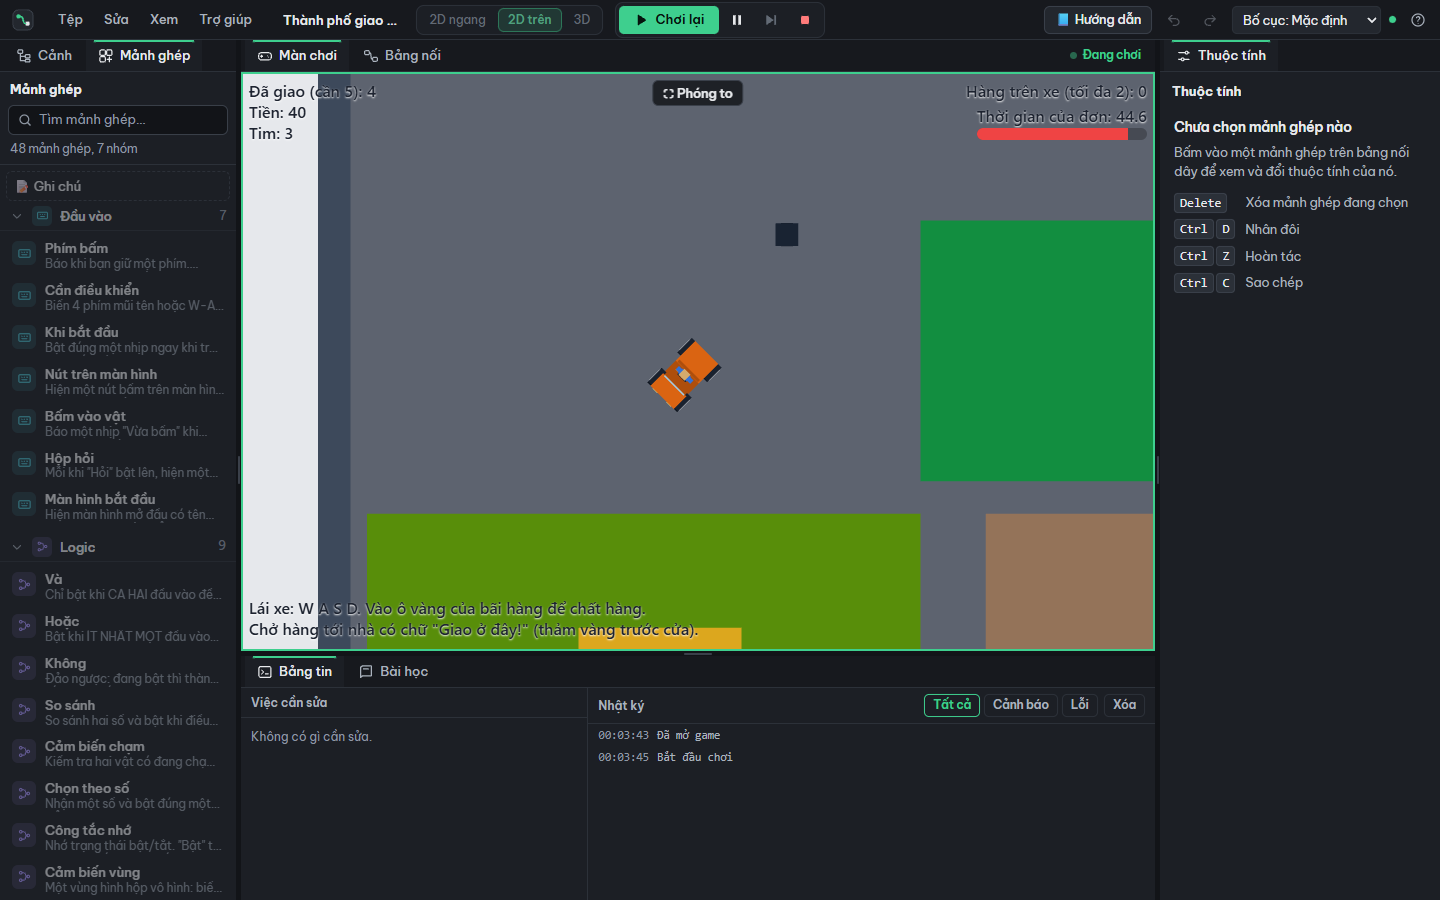 Tệp Sửa Xem Trợ giúp Thành phố giao ... 2D ngang 2D trên 3D Chơi lại Hướng dẫn Bố cục: Mặc định
Cảnh Mảnh ghép
Mảnh ghép
Tìm mảnh ghép...
48 mảnh ghép, 7 nhóm
Ghi chú
Đầu vào 7
Phím bấm
Báo khi bạn giữ một phím....
Cần điều khiển
Biến 4 phím mũi tên hoặc W-A...
Khi bắt đầu
Bật đúng một nhịp ngay khi tr...
Nút trên màn hình
Hiện một nút bấm trên màn hìn...
Bấm vào vật
Báo một nhịp "Vừa bấm" khi...
Hộp hỏi
Mỗi khi "Hỏi" bật lên, hiện một...
Màn hình bắt đầu
Hiện màn hình mở đầu có tên...
Logic 9
Và
Chỉ bật khi CẢ HAI đầu vào đề...
Hoặc
Bật khi ÍT NHẤT MỘT đầu vào...
Không
Đảo ngược: đang bật thì thàn...
So sánh
So sánh hai số và bật khi điều...
Cảm biến chạm
Kiểm tra hai vật có đang chạ...
Chọn theo số
Nhận một số và bật đúng một...
Công tắc nhớ
Nhớ trạng thái bật/tắt. "Bật" t...
Cảm biến vùng
Một vùng hình hộp vô hình: biế...
Màn chơi Bảng nối Đang chơi
Đã giao (cần 5): 4
Tiền: 40
Tim: 3
Phóng to
Hàng trên xe (tối đa 2): 0
Thời gian của đơn: 44.6
Lái xe: W A S D. Vào ô vàng của bãi hàng để chất hàng.
Chở hàng tới nhà có chữ "Giao ở đây!" (thảm vàng trước cửa).
Bảng tin Bài học
Việc cần sửa
Không có gì cần sửa.
Nhật ký Tất cả Cảnh báo Lỗi Xóa
00:03:43 Đã mở game
00:03:45 Bắt đầu chơi
Thuộc tính
Thuộc tính
Chưa chọn mảnh ghép nào
Bấm vào một mảnh ghép trên bảng nối
dây để xem và đổi thuộc tính của nó.
Delete Xóa mảnh ghép đang chọn
Ctrl D Nhân đôi
Ctrl Z Hoàn tác
Ctrl C Sao chép